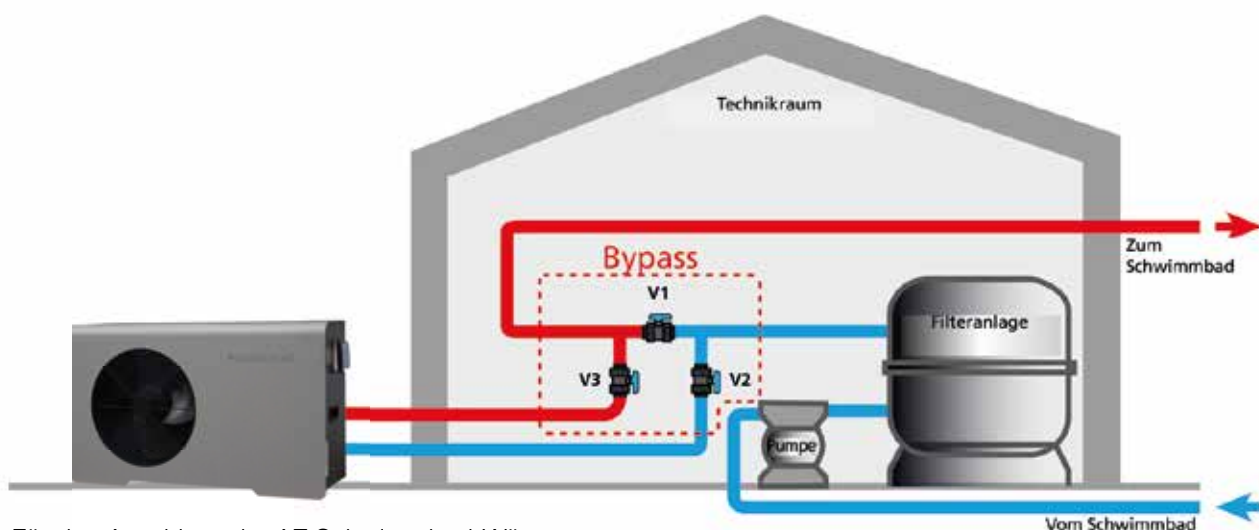 Technikraum
Zum
Schwimmbad
Bypass
V1
Filteranlage
V3
V2
Pumpe
Vom Schwimmbad